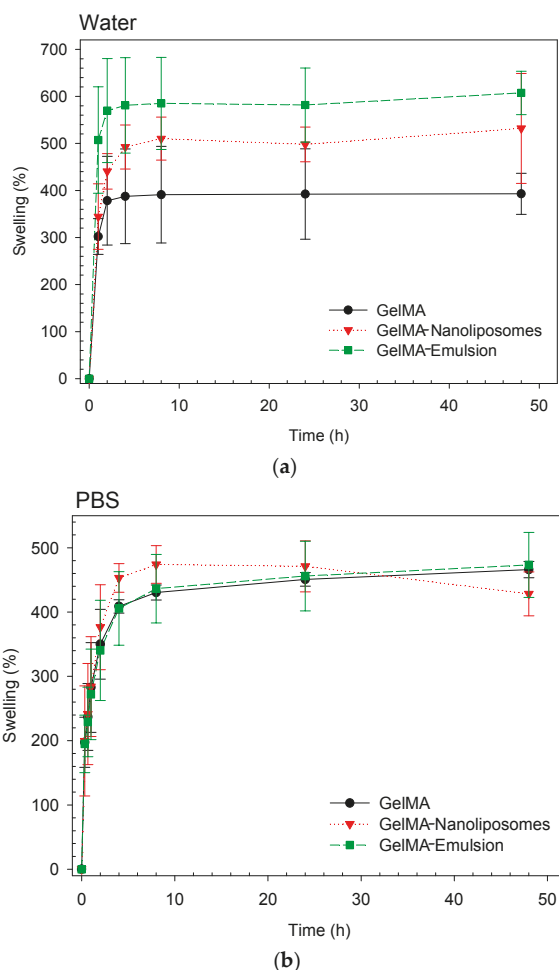 Water
700
600
500
400
300
200
100
0
Swelling (%)
GelMA
GelMA-Nanoliposomes
GelMA-Emulsion
0 10 20 30 40 50
Time (h)
(a)
PBS
500
400
300
200
100
0
Swelling (%)
GelMA
GelMA-Nanoliposomes
GelMA-Emulsion
0 10 20 30 40 50
Time (h)
(b)